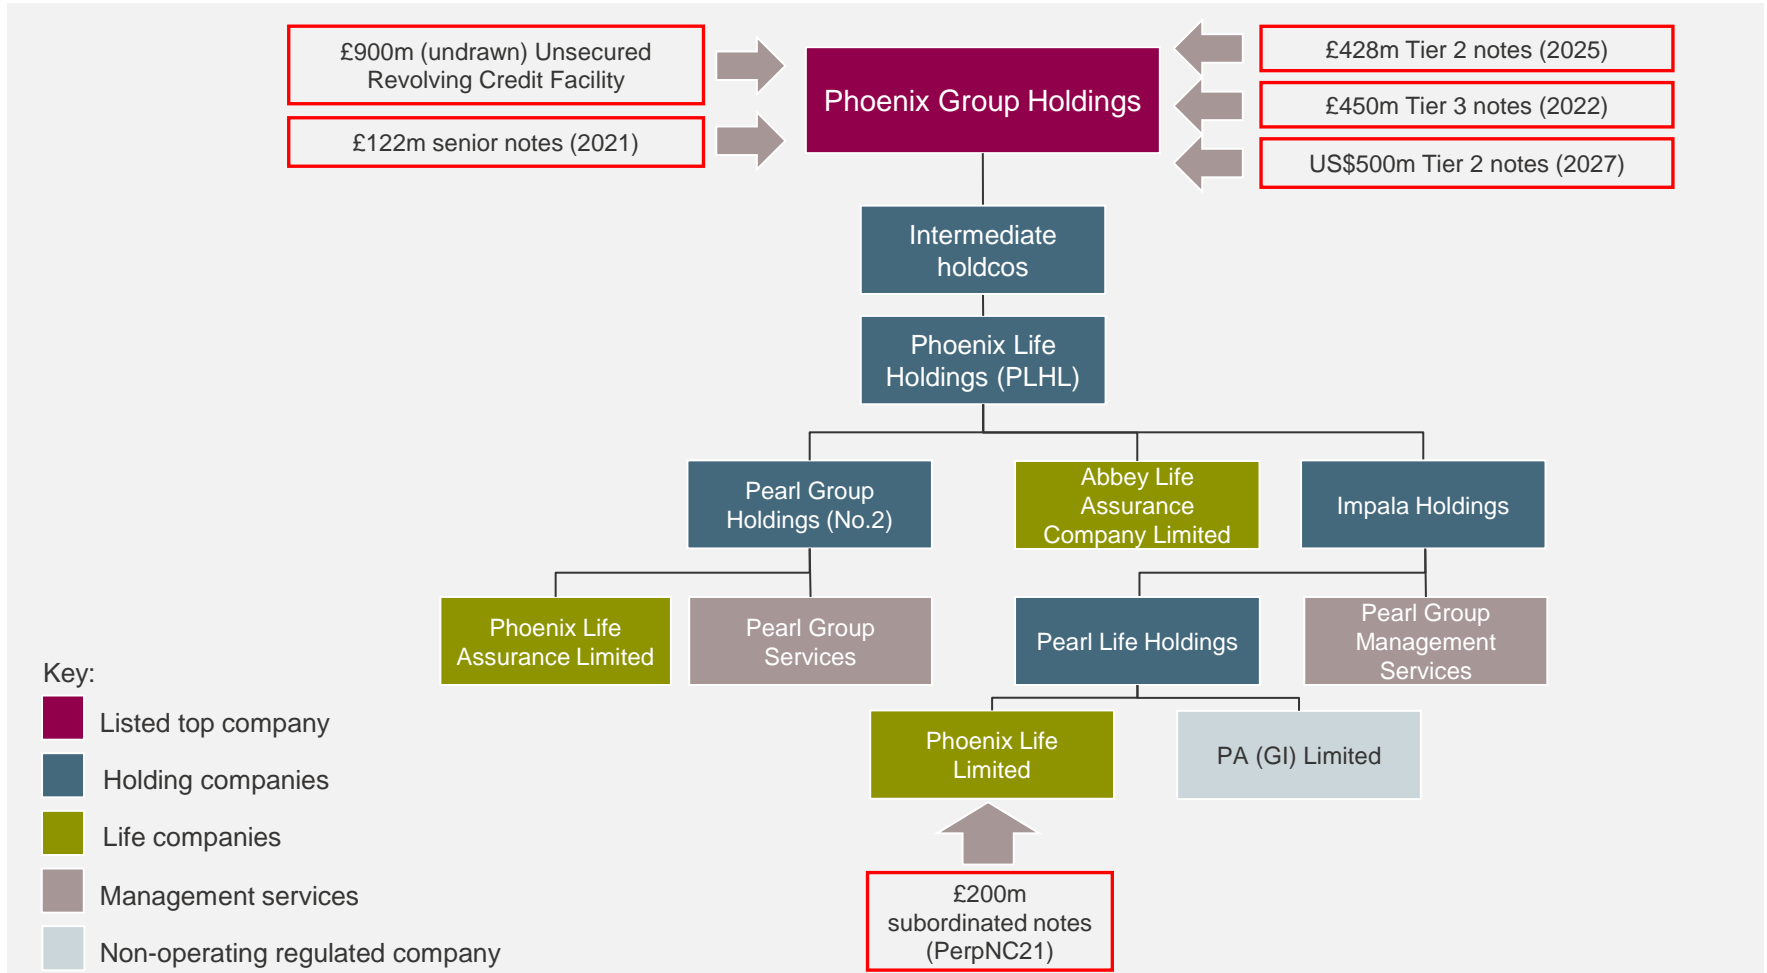 £900m (undrawn) Unsecured
Revolving Credit Facility
£122m senior notes (2021)
Phoenix Group Holdings
£428m Tier 2 notes (2025)
£450m Tier 3 notes (2022)
US$500m Tier 2 notes (2027)
Intermediate
holdcos
Phoenix Life
Holdings (PLHL)
Pearl Group
Holdings (No.2)
Abbey Life
Assurance
Company Limited
Impala Holdings
Phoenix Life
Assurance Limited
Pearl Group
Services
Pearl Life Holdings
Pearl Group
Management
Services
Phoenix Life
Limited
PA (GI) Limited
£200m
subordinated notes
(PerpNC21)
Key:
Listed top company
Holding companies
Life companies
Management services
Non-operating regulated company